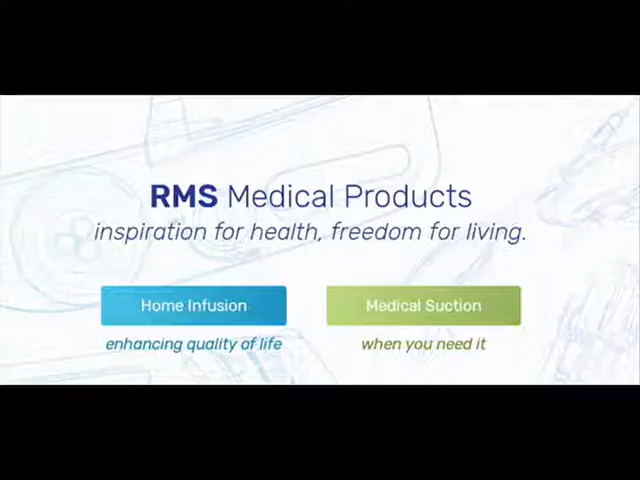 RMS Medical Products
inspiration for health, freedom for living.
Home Infusion
Medical Suction
enhancing quality of life
when you need it